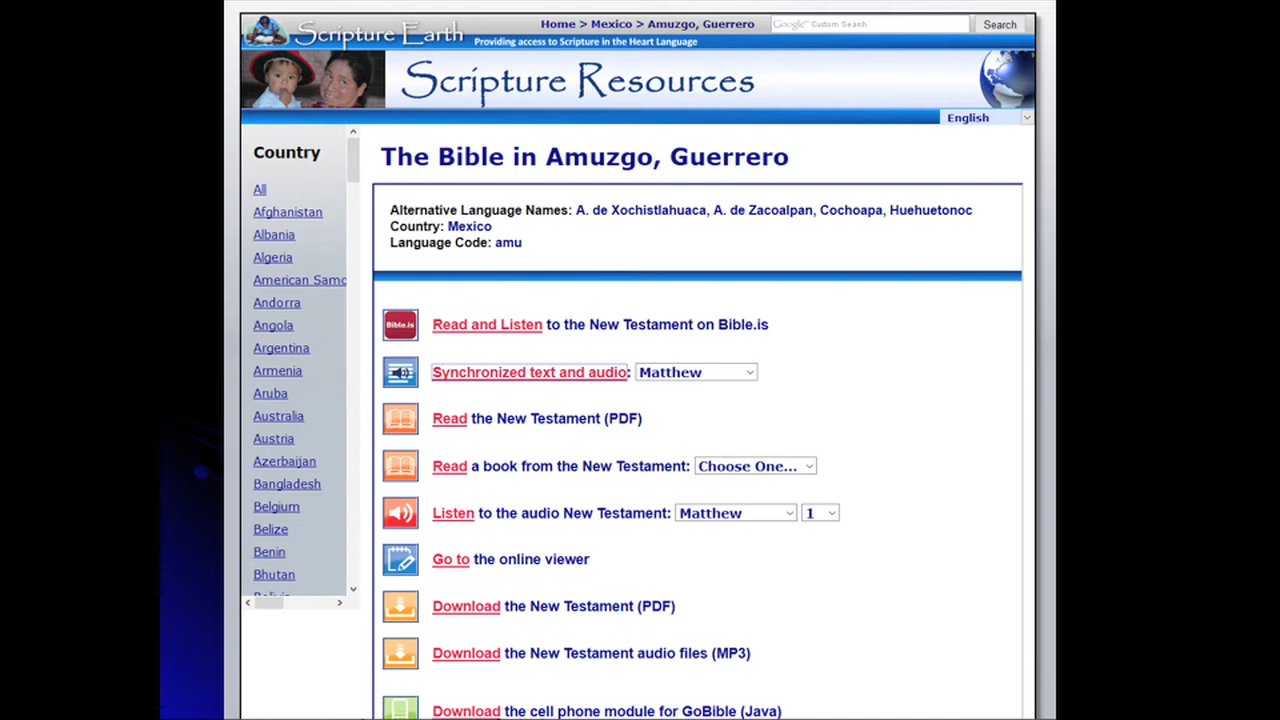 Scripture Earth
Home > Mexico > Amuzgo, Guerrero
Google™ Custom Search
Search
Providing access to Scripture in the Heart Language
Scripture Resources
English
Country
All
Afghanistan
Albania
Algeria
American Samo
Andorra
Angola
Argentina
Armenia
Aruba
Australia
Austria
Azerbaijan
Bangladesh
Belgium
Belize
Benin
Bhutan
The Bible in Amuzgo, Guerrero
Alternative Language Names: A. de Xochistlahuaca, A. de Zacoalpan, Cochoapa, Huehuetonoc
Country: Mexico
Language Code: amu
Bible.is
Read and Listen to the New Testament on Bible.is
Synchronized text and audio: Matthew
Read the New Testament (PDF)
Read a book from the New Testament: Choose One...
Listen to the audio New Testament: Matthew 1
Go to the online viewer
Download the New Testament (PDF)
Download the New Testament audio files (MP3)
Download the cell phone module for GoBible (Java)